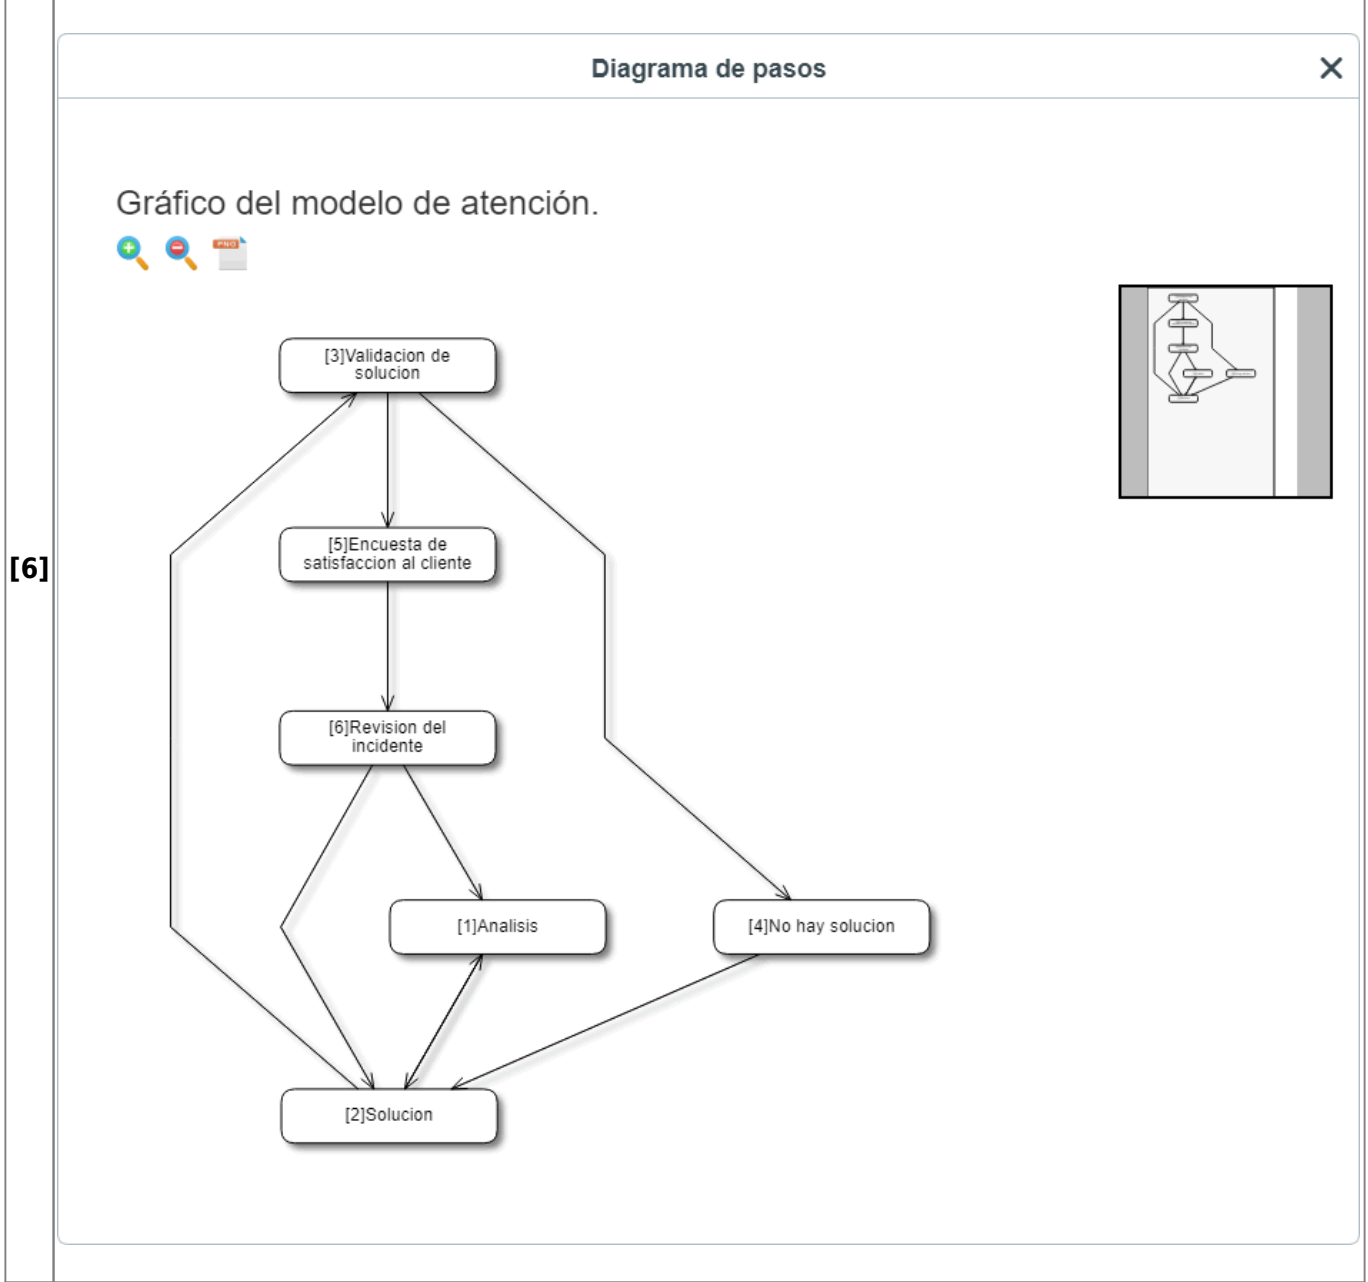 Diagrama de pasos
Gráfico del modelo de atención.
PNG
[3]Validacion de
solucion
[5]Encuesta de
satisfaccion al cliente
[6]
[6]Revision del
incidente
[1]Analisis
[4]No hay solucion
[2]Solucion